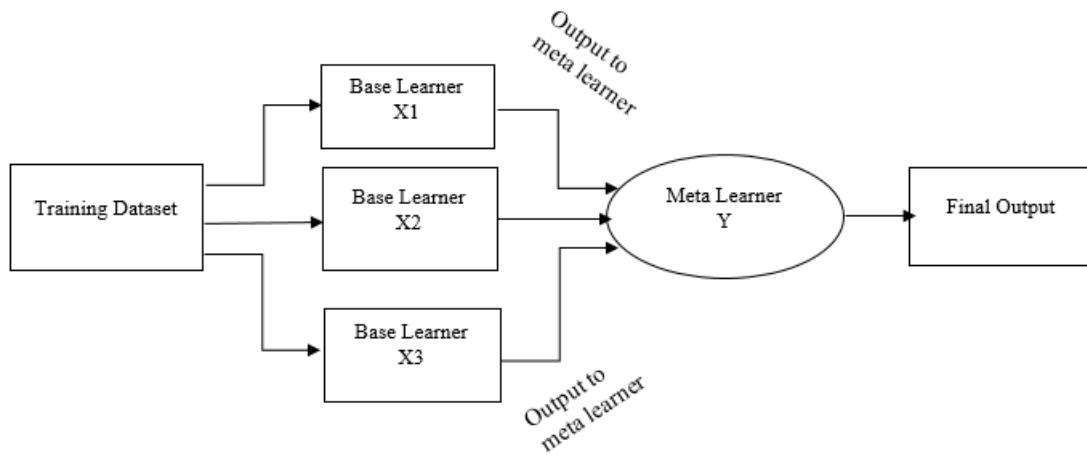 Output to
meta learner
Base Learner
X1
Training Dataset
Base Learner
X2
Meta Learner
Y
Final Output
Base Learner
X3
Output to
meta learner